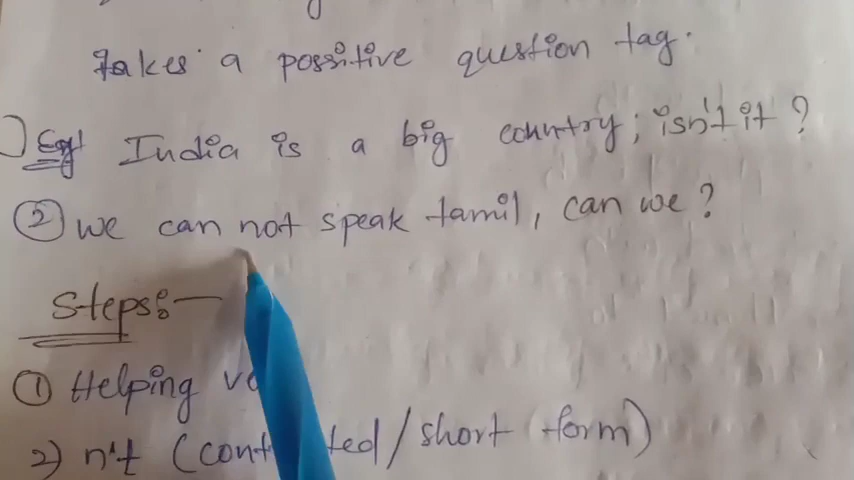 takes a possitive question tag.
1) Eg: India is a big country; isn't it?
② we can not speak tamil, can we?
Steps:-
① Helping
2) n't (cont ted/short form)